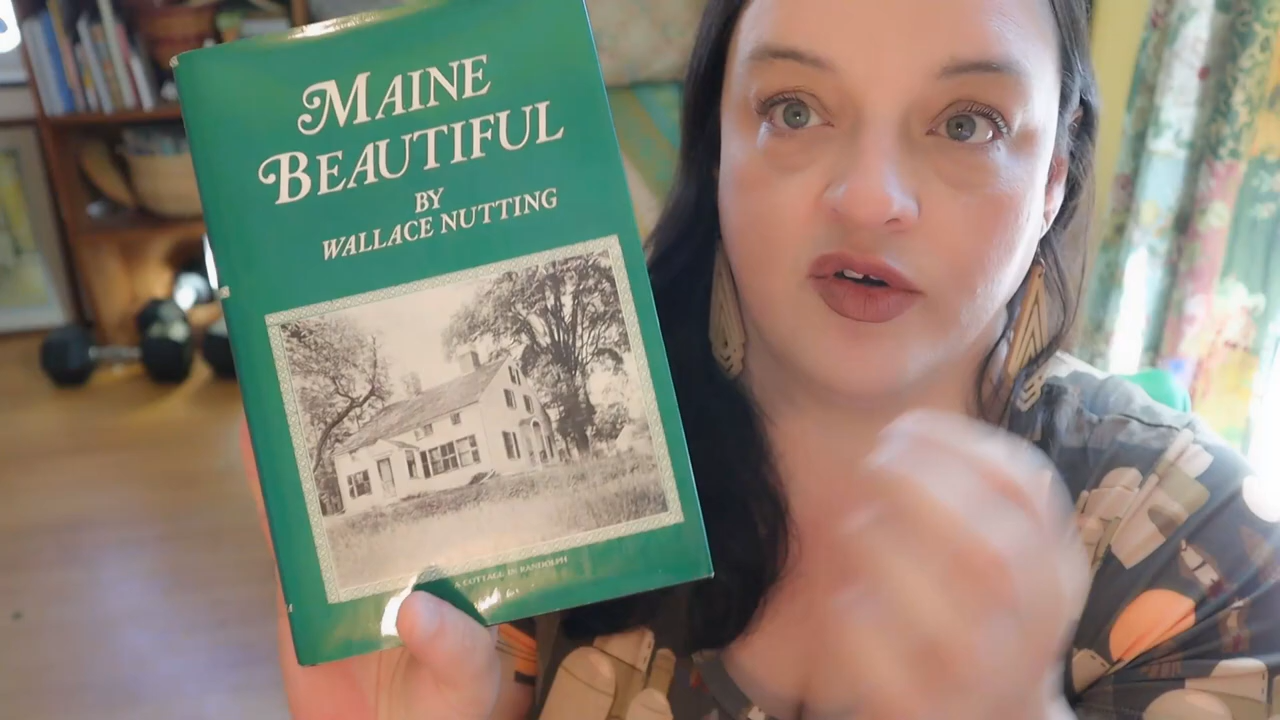 MAINE
BEAUTIFUL
BY
WALLACE NUTTING
A COTTAGE IN RANDOLPH